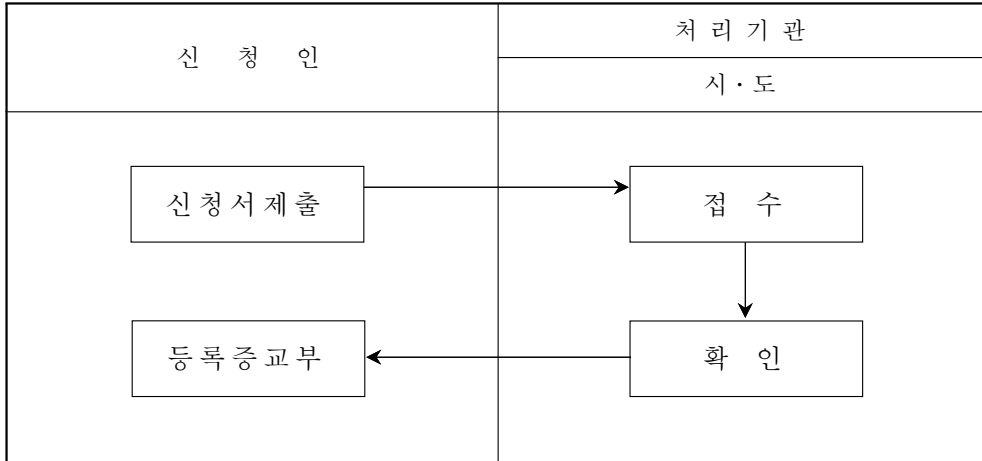 신 청 인
처 리 기 관
시·도
신청서제출
접 수
등록증교부
확 인